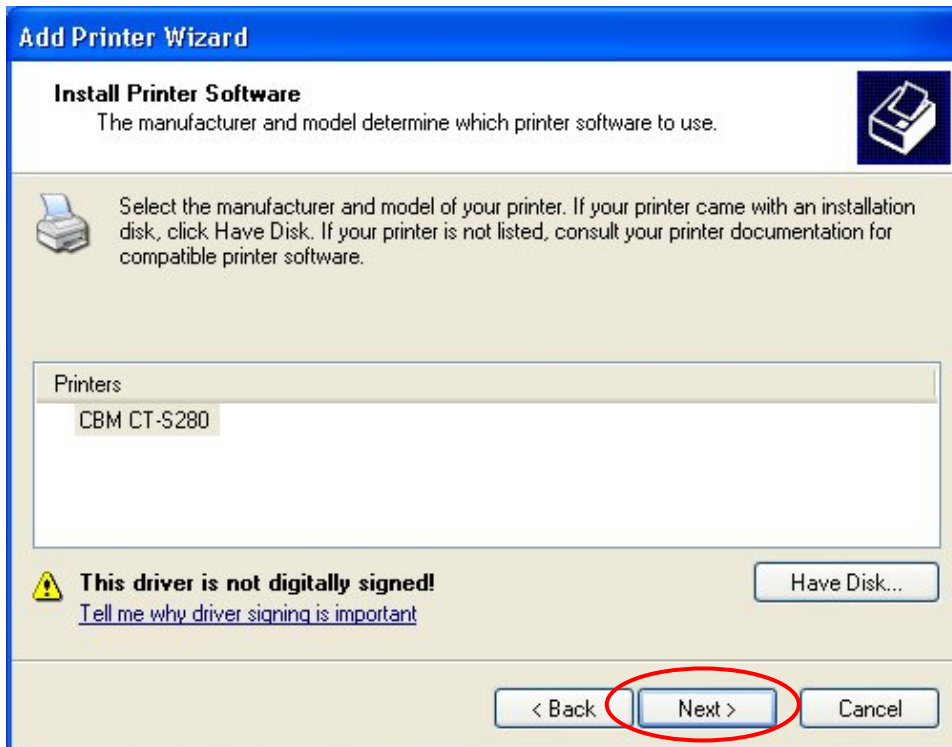 Add Printer Wizard
Install Printer Software
The manufacturer and model determine which printer software to use.
Select the manufacturer and model of your printer. If your printer came with an installation
disk, click Have Disk. If your printer is not listed, consult your printer documentation for
compatible printer software.
Printers
CBM CT-S280
This driver is not digitally signed!
Have Disk...
Tell me why driver signing is important
< Back
Next >
Cancel